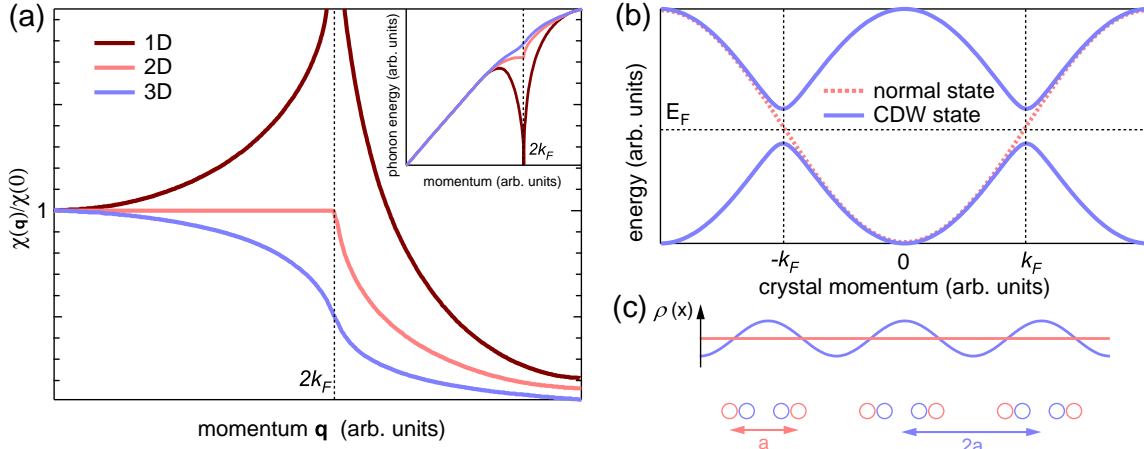 (a)
1D
2D
3D
χ(q)/χ(0)
1
2k_F
momentum q (arb. units)
phonon energy (arb. units)
2k_F
momentum (arb. units)
(b)
energy (arb. units)
E_F
normal state
CDW state
-k_F 0 k_F
crystal momentum (arb. units)
(c)
ρ(x)
a 2a